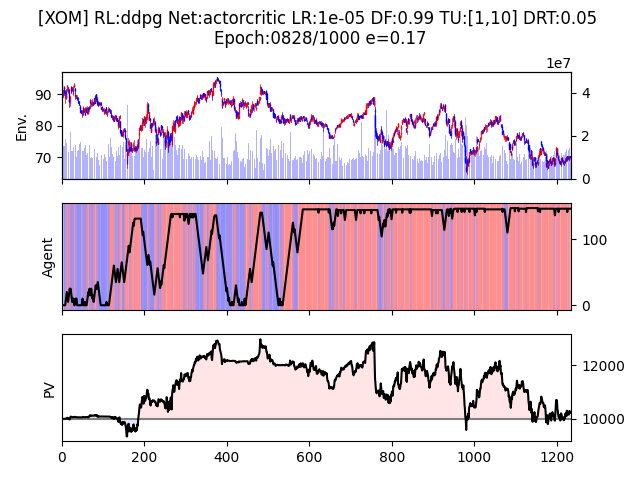 [XOM] RL:ddpg Net:actorcritic LR:1e-05 DF:0.99 TU:[1,10] DRT:0.05
Epoch:0828/1000 e=0.17
1e7
90
80
70
Env.
4
2
0
Agent
100
0
PV
12000
10000
0 200 400 600 800 1000 1200